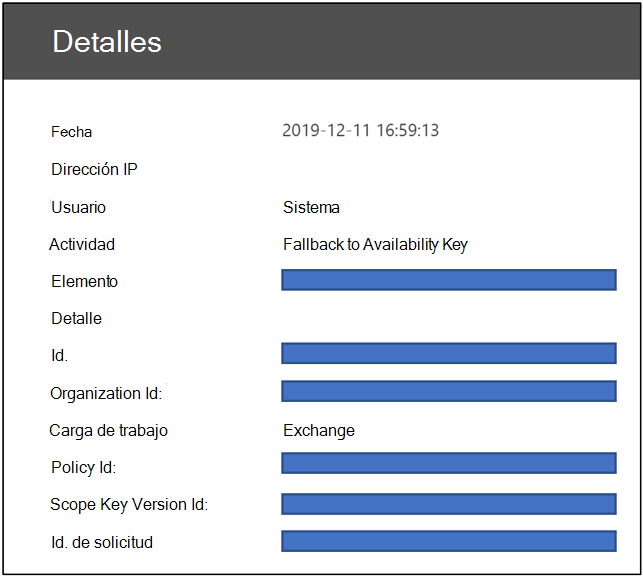 Detalles
Fecha 2019-12-11 16:59:13
Dirección IP
Usuario Sistema
Actividad Fallback to Availability Key
Elemento
Detalle
Id.
Organization Id:
Carga de trabajo Exchange
Policy Id:
Scope Key Version Id:
Id. de solicitud